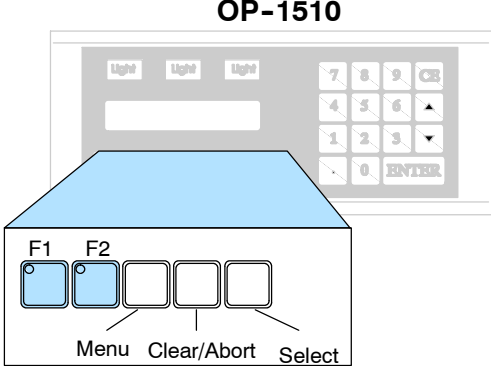 OP-1510
Light Light Light
7 8 9 CE
4 5 6
1 2 3
. 0 ENTER
F1 F2
Menu Clear/Abort Select